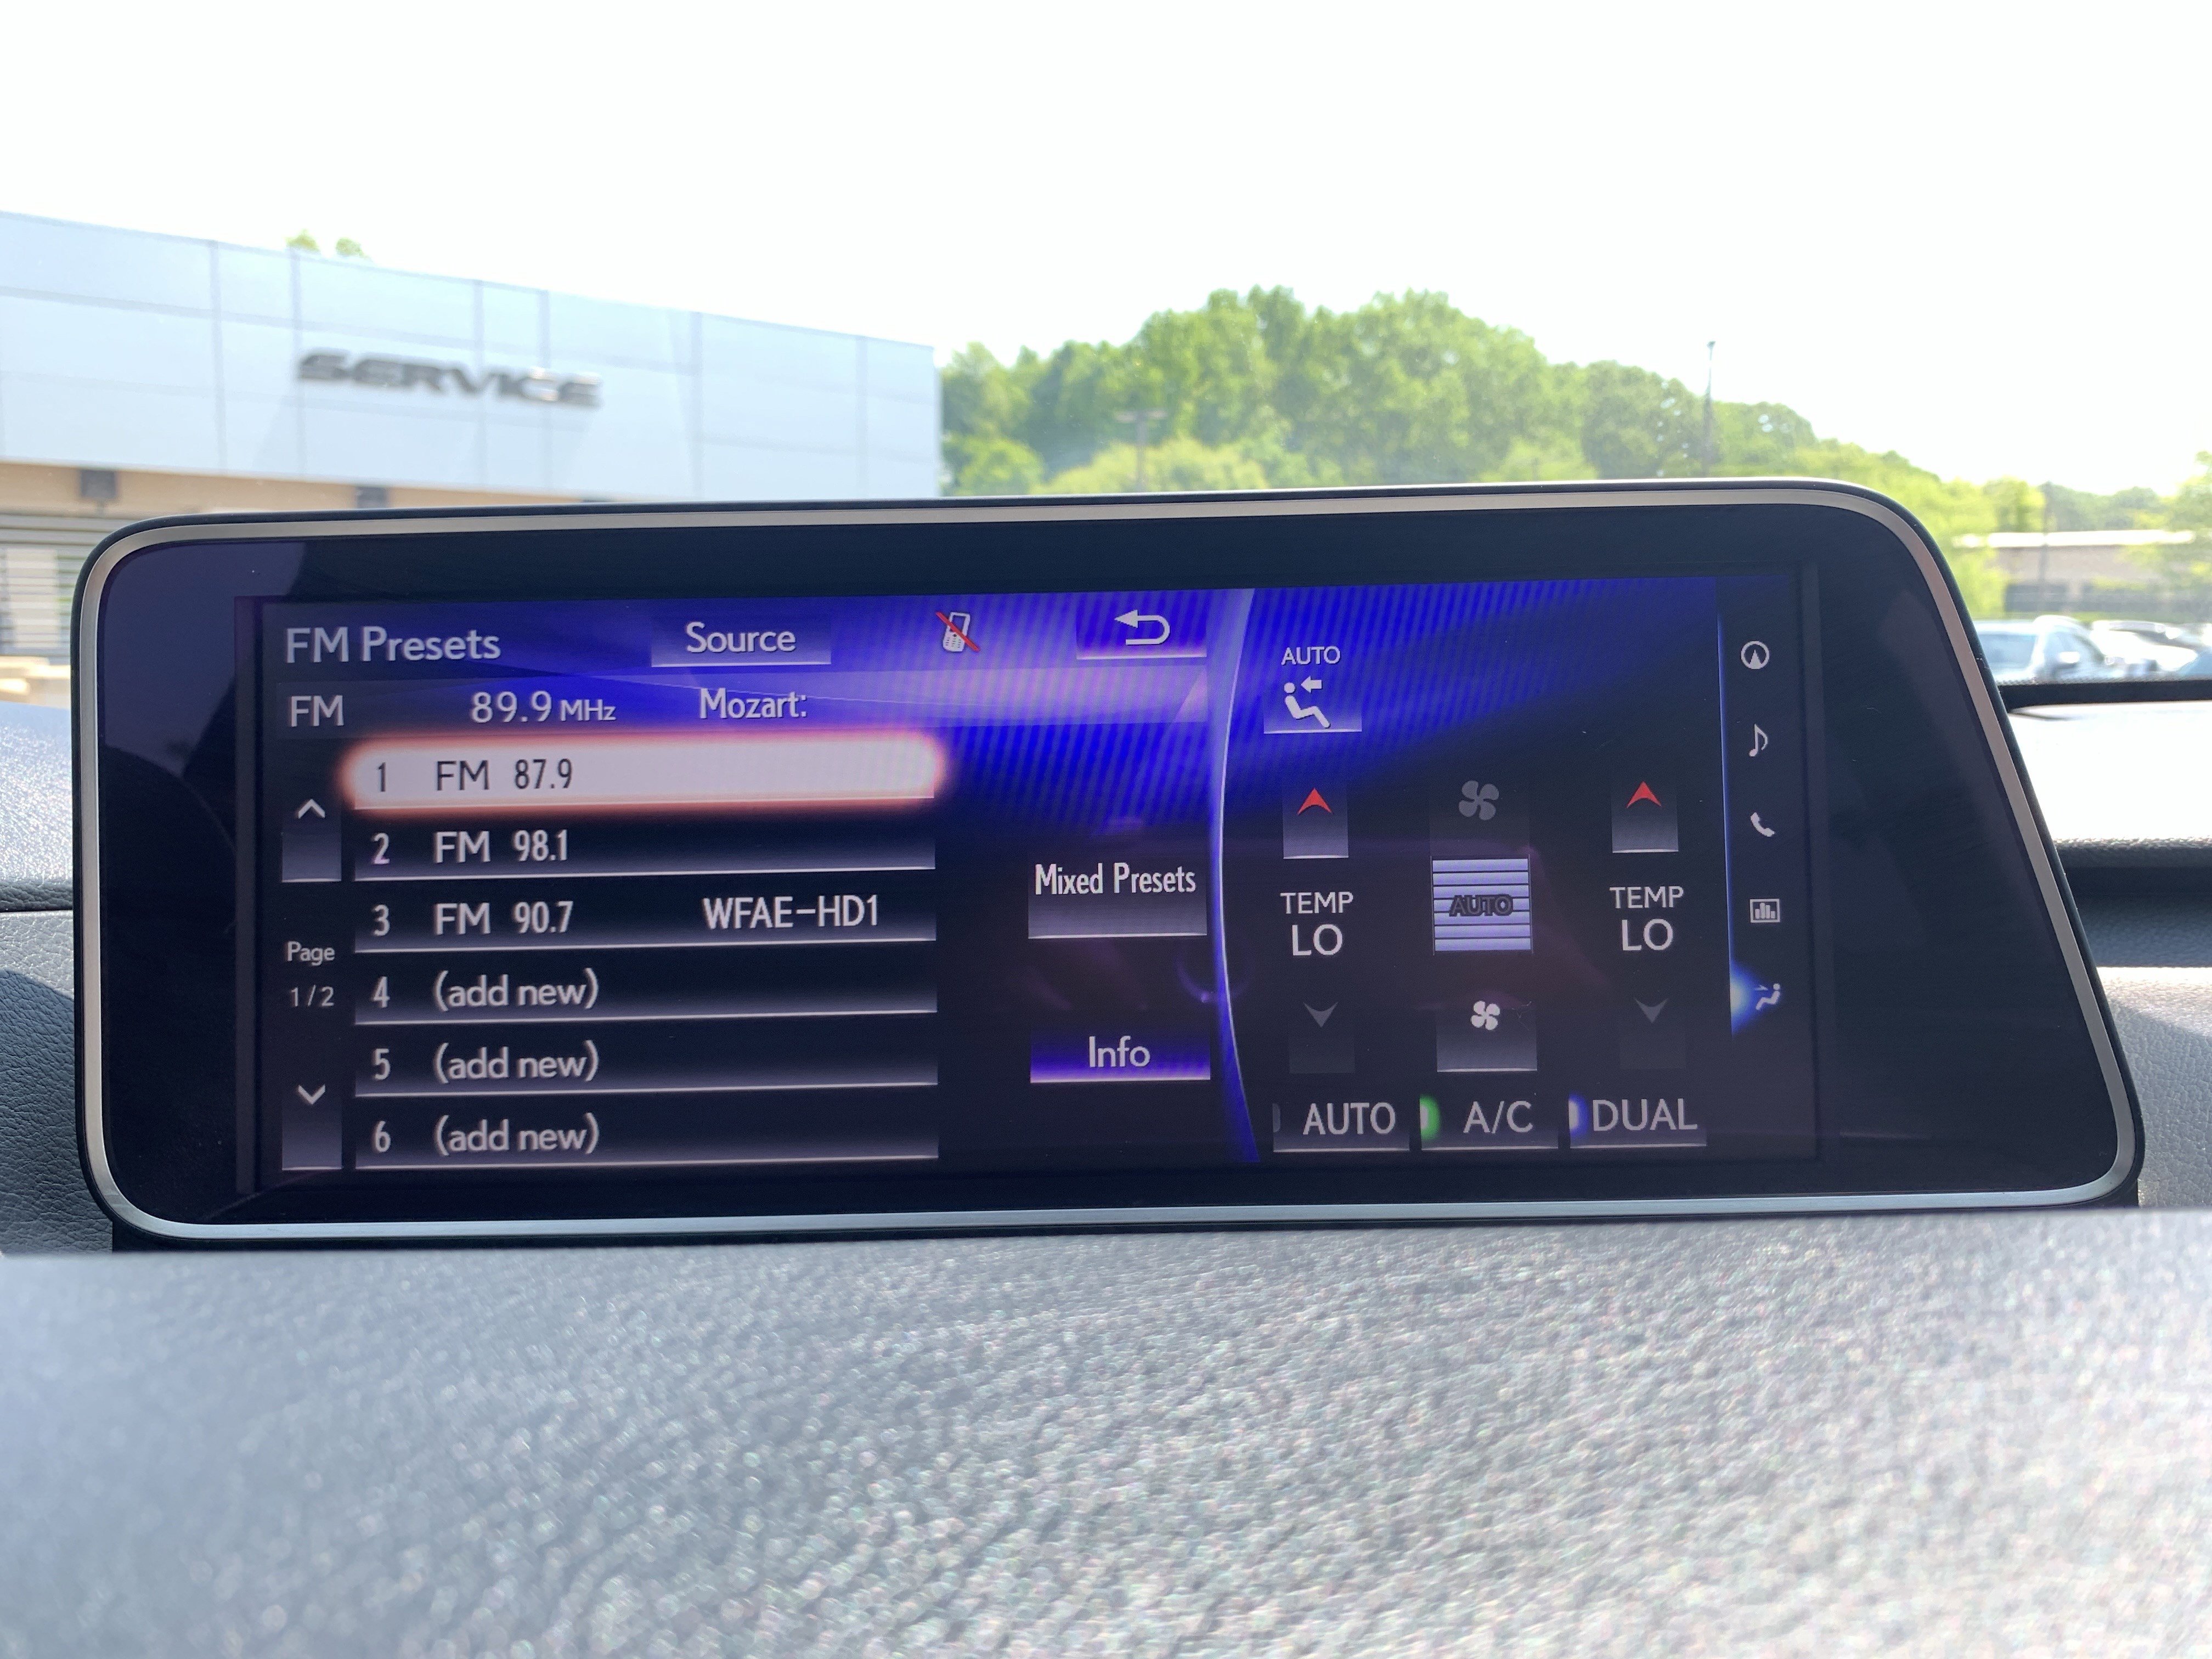 SERVICE
FM Presets Source
FM 89.9 MHz Mozart:
1 FM 87.9
2 FM 98.1
3 FM 90.7 WFAE-HD1
4 (add new)
5 (add new)
6 (add new)
Page
1/2
Mixed Presets
Info
AUTO
TEMP
LO
AUTO
TEMP
LO
AUTO A/C DUAL